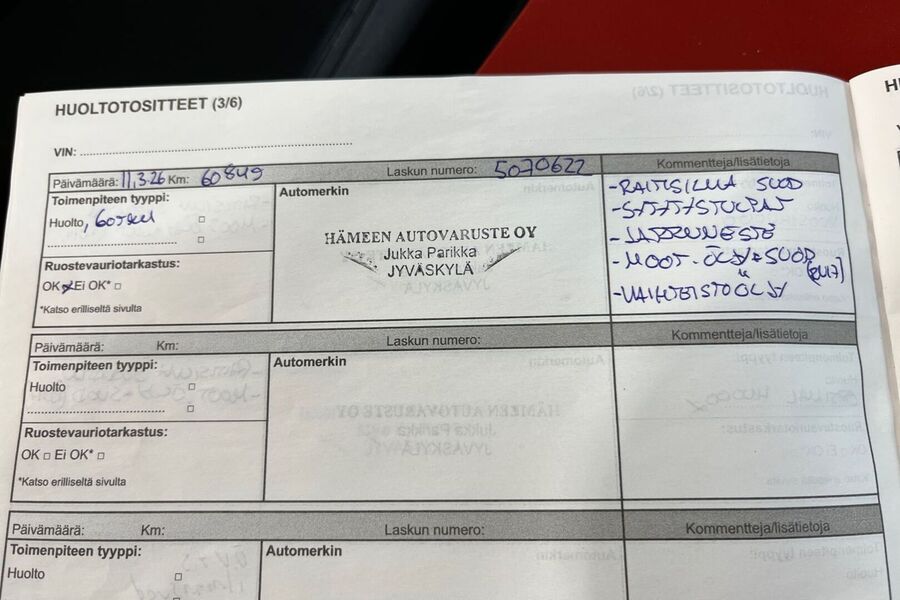 HUOLTOTOSITTEET (3/6)
VIN:
Päivämäärä: 11.3.26 Km: 60849 Laskun numero: 5070622 Kommentteja/lisätietoja
Toimenpiteen tyyppi:
Huolto, 60 tkm
Ruostevauriotarkastus:
OK Ei OK*
*Katso erilliseltä sivulta
Automerkin
HÄMEEN AUTOVARUSTE OY
Jukka Parikka
JYVÄSKYLÄ
-RAITISILMA SUOD
-SYTYTYSTULPAT
-JARRUNESTE
-MOOT. ÖLJY+SUOD
-VAIHTEISTOÖLJY
Päivämäärä: Km: Laskun numero: Kommentteja/lisätietoja
Toimenpiteen tyyppi:
Huolto
Ruostevauriotarkastus:
OK Ei OK*
*Katso erilliseltä sivulta
Automerkin
Päivämäärä: Km: Laskun numero: Kommentteja/lisätietoja
Toimenpiteen tyyppi:
Huolto
Automerkin